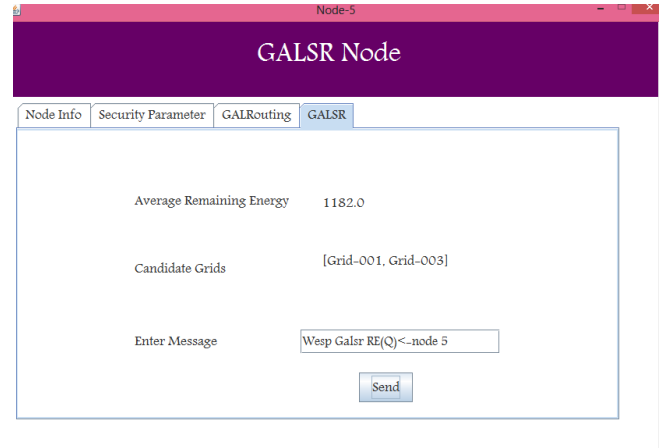 Node-5
GALSR Node
Node Info Security Parameter GALRouting GALSR
Average Remaining Energy 1182.0
Candidate Grids [Grid-001, Grid-003]
Enter Message Wesp Galsr RE(Q)<-node 5
Send